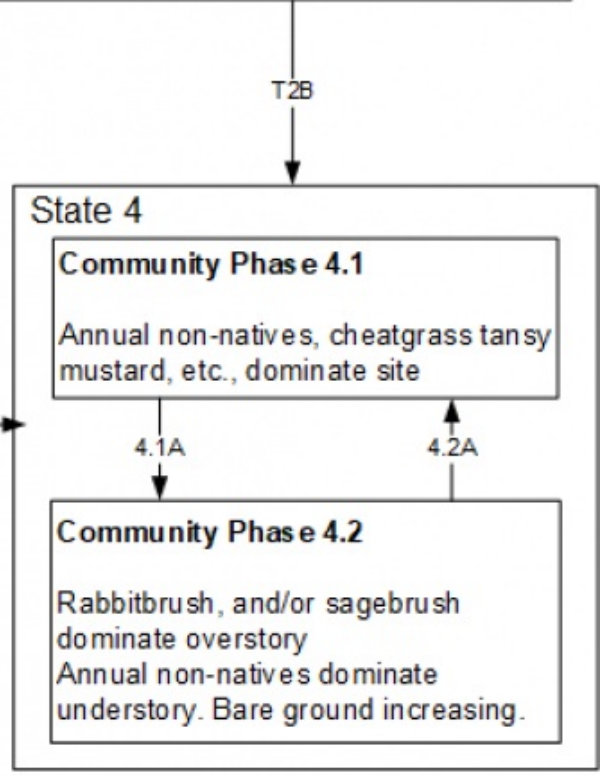 T2B
State 4
Community Phase 4.1
Annual non-natives, cheatgrass tansy
mustard, etc., dominate site
4.1A
4.2A
Community Phase 4.2
Rabbitbrush, and/or sagebrush
dominate overstory
Annual non-natives dominate
understory. Bare ground increasing.